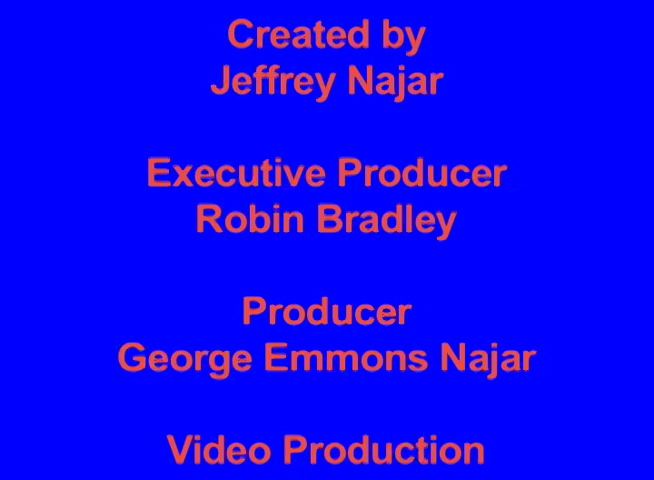 Created by
Jeffrey Najar
Executive Producer
Robin Bradley
Producer
George Emmons Najar
Video Production